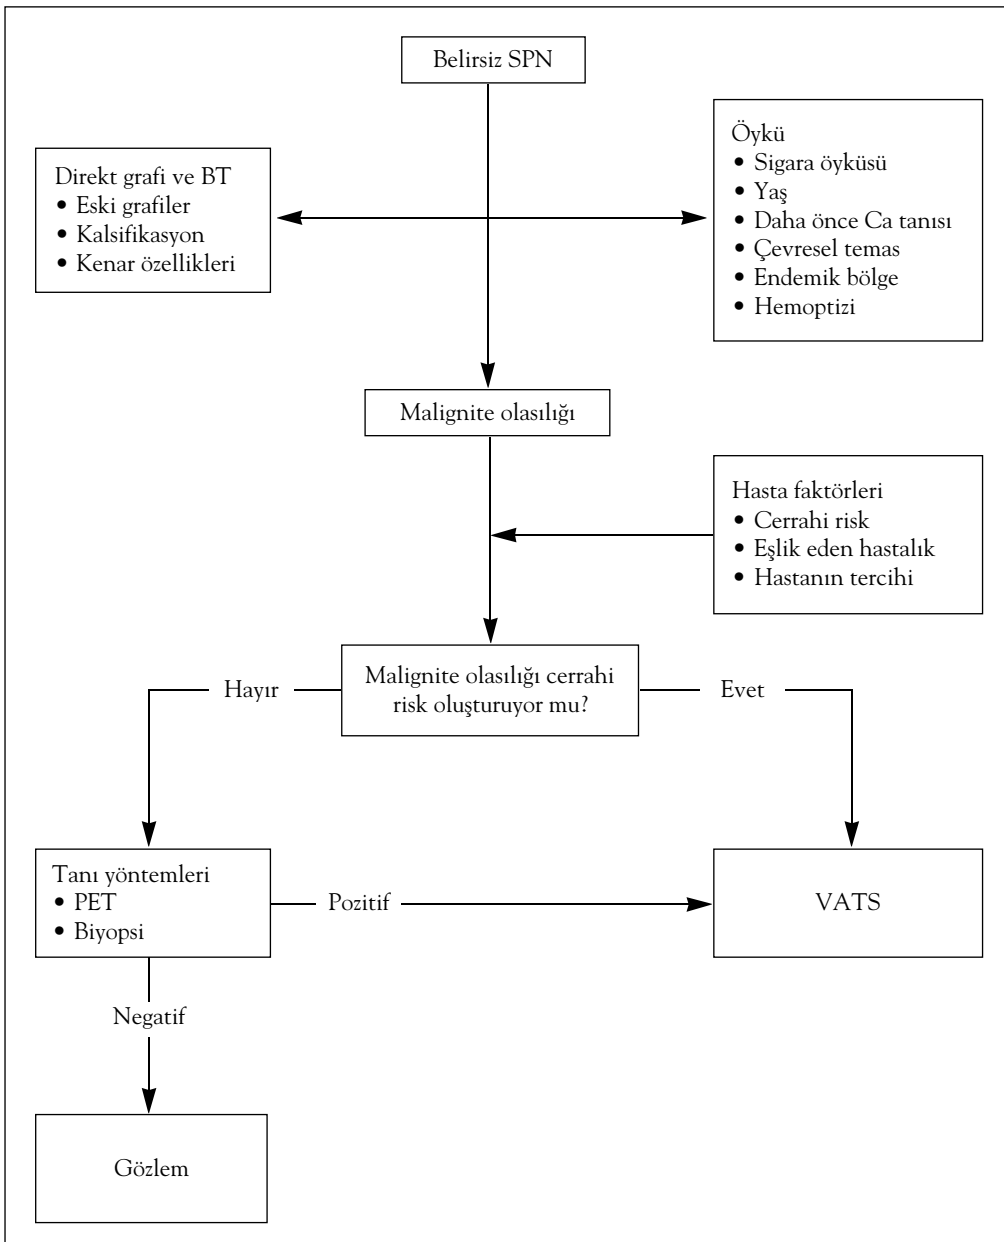 Belirsiz SPN
Direkt grafi ve BT
• Eski grafiler
• Kalsifikasyon
• Kenar özellikleri
Öykü
• Sigara öyküsü
• Yaş
• Daha önce Ca tanısı
• Çevresel temas
• Endemik bölge
• Hemoptizi
Malignite olasılığı
Hasta faktörleri
• Cerrahi risk
• Eşlik eden hastalık
• Hastanın tercihi
Malignite olasılığı cerrahi
risk oluşturuyor mu?
Hayır
Evet
Tanı yöntemleri
• PET
• Biyopsi
Pozitif
VATS
Negatif
Gözlem